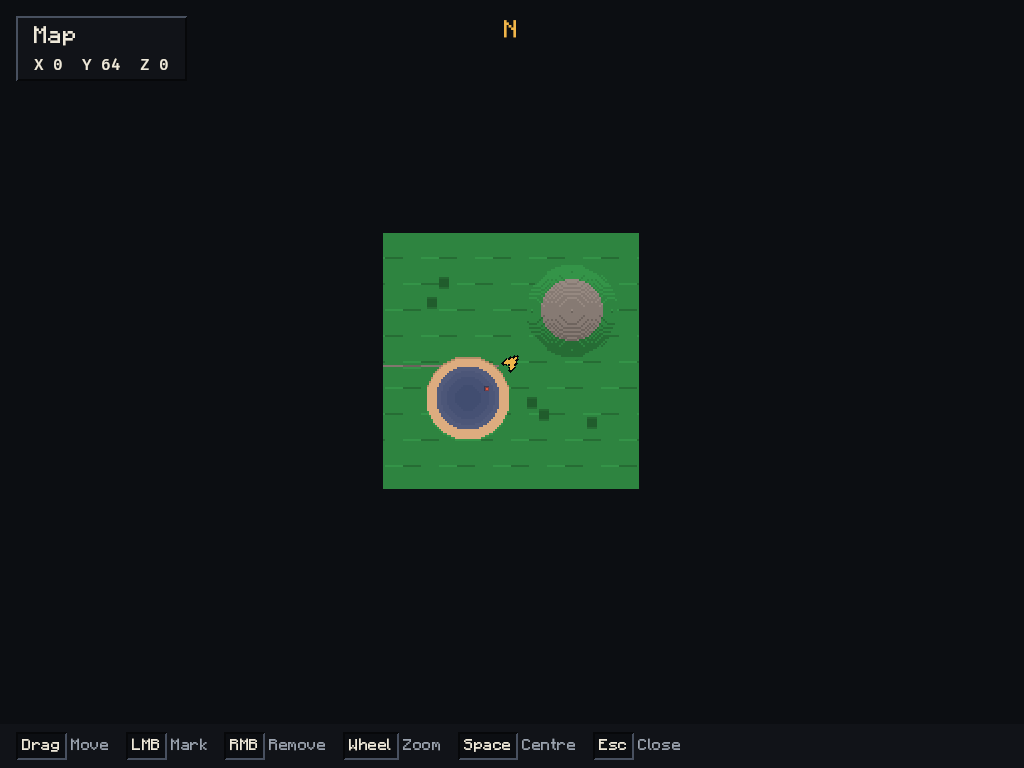 N
Map
X 0 Y 64 Z 0
Drag Move LMB Mark RMB Remove Wheel Zoom Space Centre Esc Close